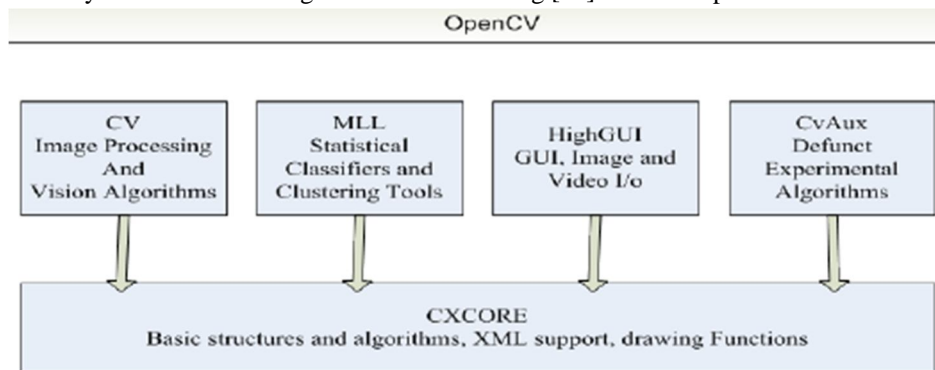 OpenCV
CV
Image Processing
And
Vision Algorithms
MLL
Statistical
Classifiers and
Clustering Tools
HighGUI
GUI, Image and
Video I/o
CvAux
Defunct
Experimental
Algorithms
CXCORE
Basic structures and algorithms, XML support, drawing Functions